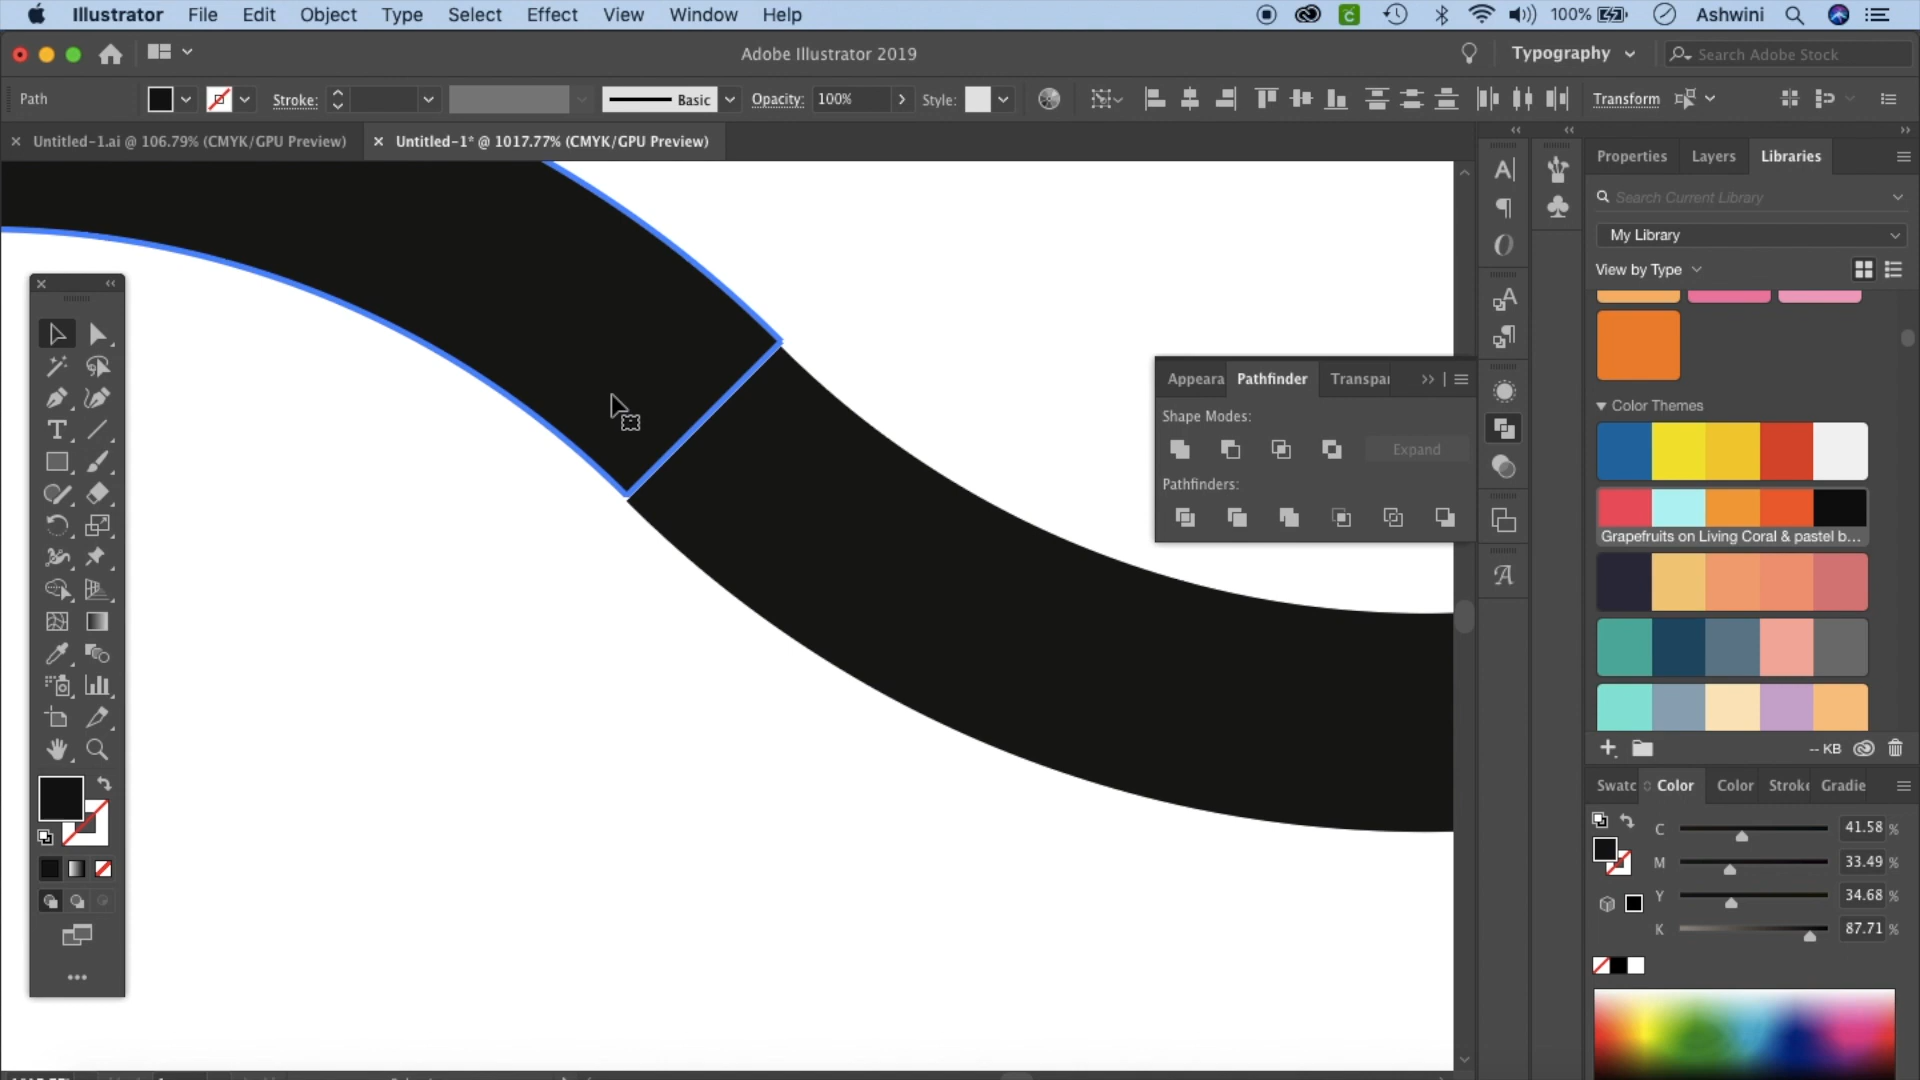 Illustrator File Edit Object Type Select Effect View Window Help 100% Ashwini
Adobe Illustrator 2019 Typography Search Adobe Stock
Path Stroke: Basic Opacity: 100% Style: Transform
Untitled-1.ai @ 106.79% (CMYK/GPU Preview) Untitled-1* @ 1017.77% (CMYK/GPU Preview)
Properties Layers Libraries
Search Current Library
My Library
View by Type
Appeara Pathfinder Transpar
Shape Modes:
Expand
Pathfinders:
Color Themes
Grapefruits on Living Coral & pastel b...
-- KB
Swatc Color Color Stroke Gradie
C 41.58 %
M 33.49 %
Y 34.68 %
K 87.71 %